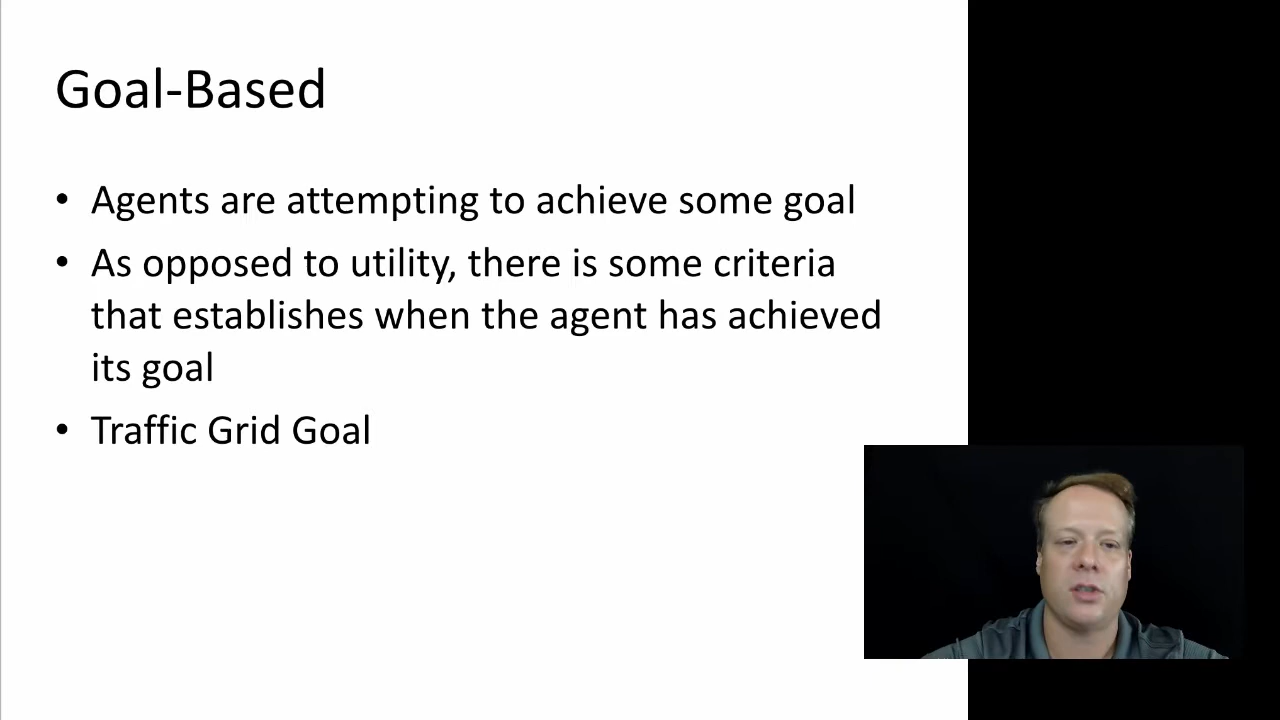 Goal-Based
• Agents are attempting to achieve some goal
• As opposed to utility, there is some criteria
that establishes when the agent has achieved
its goal
• Traffic Grid Goal